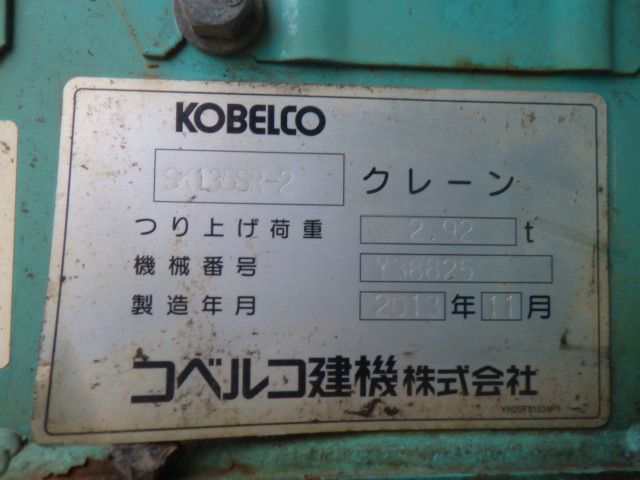 KOBELCO
SK135SR-2 クレーン
つり上げ荷重 2.92 t
機械番号 Y38825
製造年月 2013 年 11 月
コベルコ建機株式会社